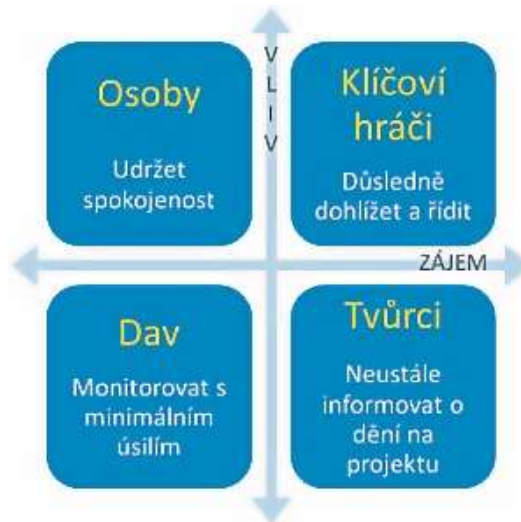 Osoby
Udržet
spokojenost
VLIV
Klíčoví
hráči
Důsledně
dohlížet a řídit
ZÁJEM
Dav
Monitorovat s
minimálním
úsilím
Tvůrci
Neustále
informovat o
dění na
projektu